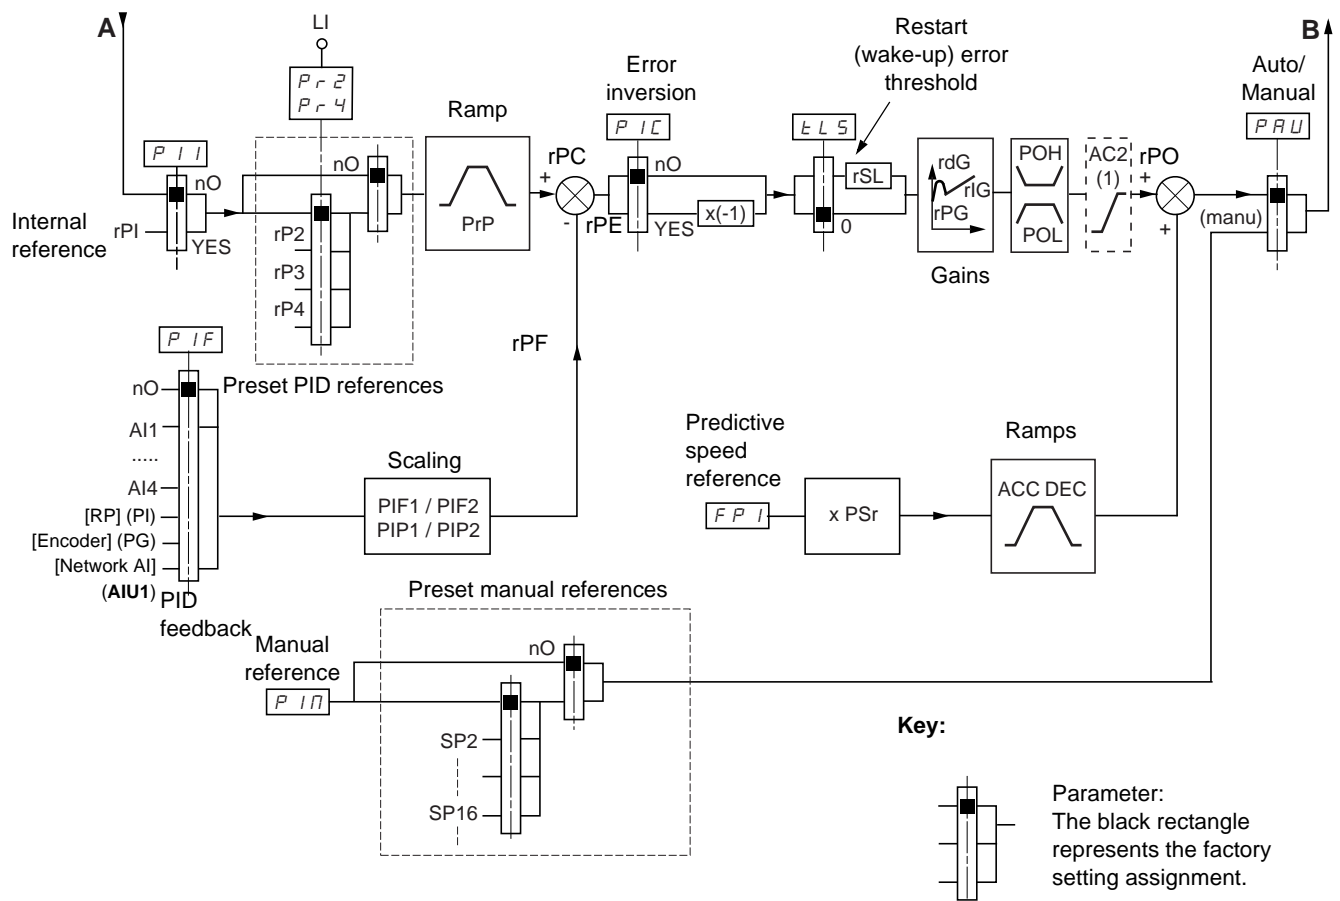 A
LI
Pr2
Pr4
PII
nO
Internal
reference
rPI
YES
nO
rP2
rP3
rP4
Preset PID references
Ramp
PrP
rPC
+
-
rPE
Error
inversion
PIC
nO
YES
x(-1)
tLS
Restart
(wake-up) error
threshold
rSL
0
rdG
rIG
rPG
Gains
POH
POL
AC2
(1)
rPO
+
+
(manu)
Auto/
Manual
PAU
B
PIF
nO
AI1
.....
AI4
[RP] (PI)
[Encoder] (PG)
[Network AI]
(AIU1)
PID
feedback
Scaling
PIF1 / PIF2
PIP1 / PIP2
rPF
Predictive
speed
reference
FPI
x PSr
Ramps
ACC DEC
Preset manual references
Manual
reference
PIM
nO
SP2
SP16
Key:
Parameter:
The black rectangle
represents the factory
setting assignment.